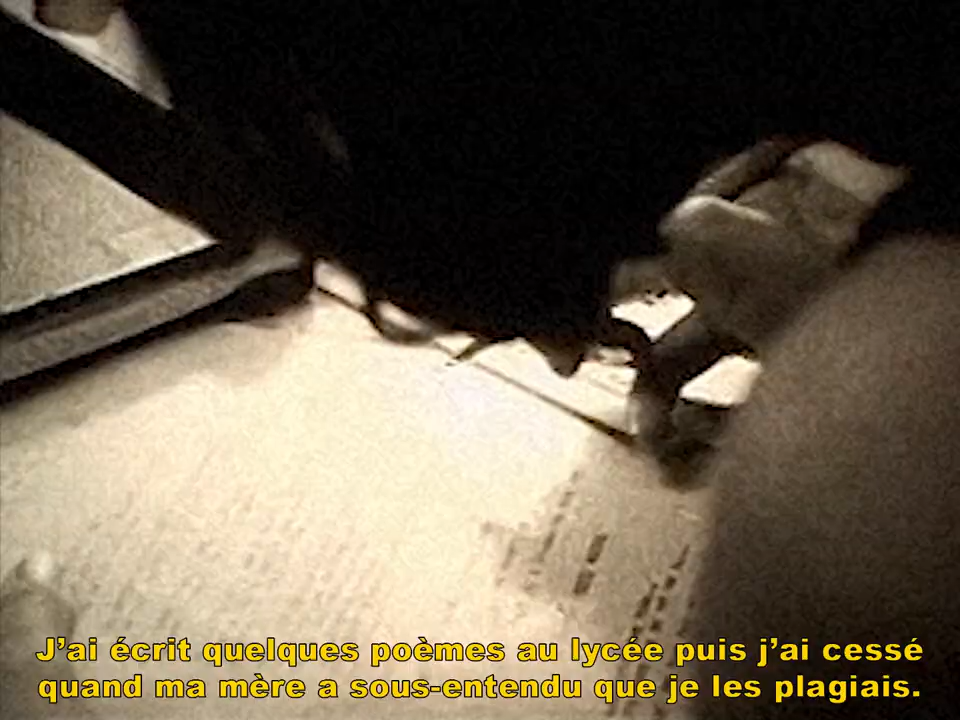 J’ai écrit quelques poèmes au lycée puis j’ai cessé
quand ma mère a sous-entendu que je les plagiais.